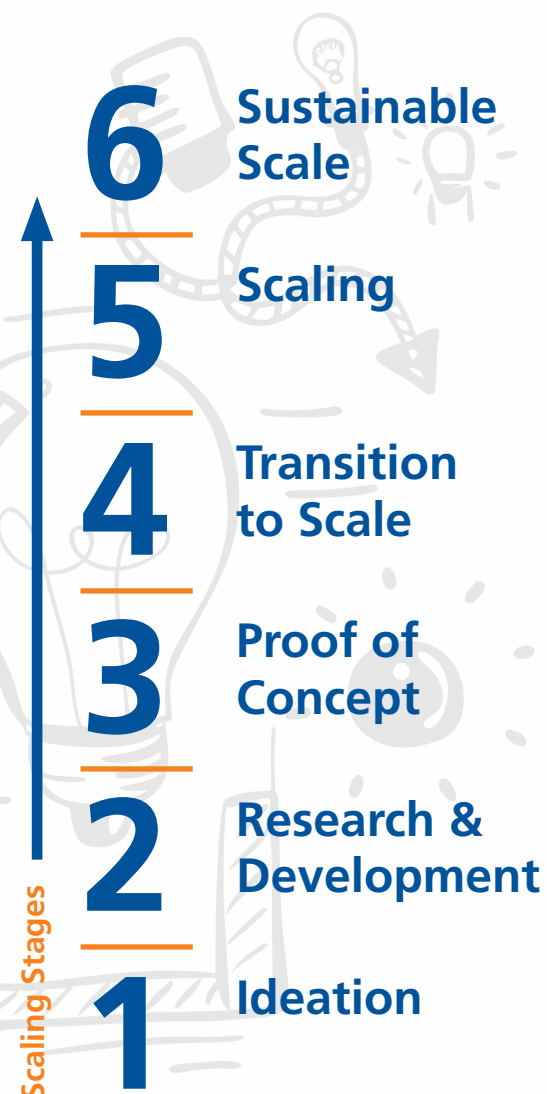 6
Sustainable
Scale
5
Scaling
4
Transition
to Scale
3
Proof of
Concept
2
Research &
Development
1
Ideation
Scaling Stages